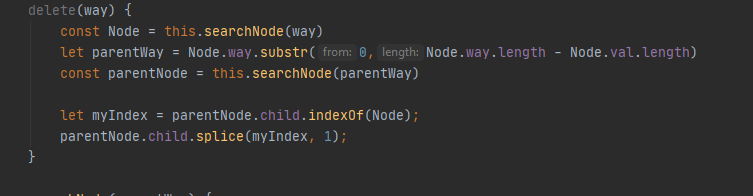 delete(way) {
const Node = this.searchNode(way)
let parentWay = Node.way.substr( from: 0, length: Node.way.length - Node.val.length)
const parentNode = this.searchNode(parentWay)
let myIndex = parentNode.child.indexOf(Node);
parentNode.child.splice(myIndex, 1);
}